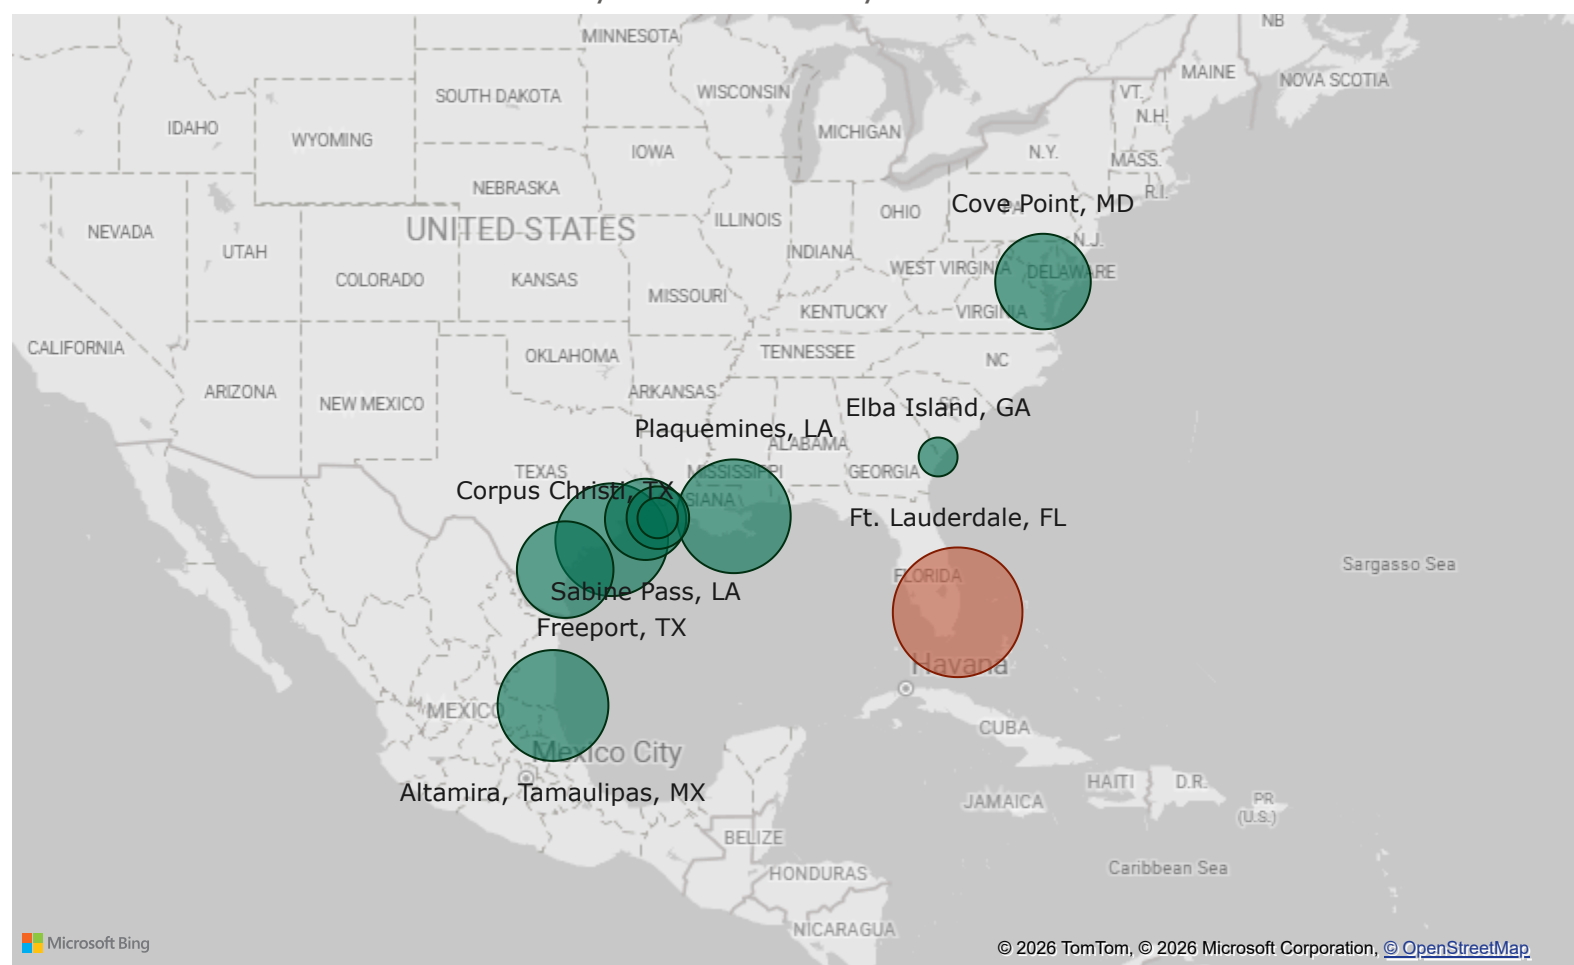 NB
MINNESOTA
MAINE
NOVA SCOTIA
SOUTH DAKOTA
WISCONSIN
VT.
N.H.
IDAHO
WYOMING
MICHIGAN
IOWA
N.Y.
MASS.
NEBRASKA
R.I.
Cove Point, MD
PA
ILLINOIS
OHIO
NEVADA
UNITED STATES
N.J.
UTAH
INDIANA
WEST VIRGINIA
DELAWARE
COLORADO
KANSAS
MISSOURI
KENTUCKY
VIRGINIA
CALIFORNIA
OKLAHOMA
TENNESSEE
NC
ARIZONA
NEW MEXICO
ARKANSAS
Elba Island, GA
SC
Plaquemines, LA
ALABAMA
TEXAS
MISSISSIPPI
GEORGIA
Corpus Christi, TX
SIANA
Ft. Lauderdale, FL
Sargasso Sea
FLORIDA
Sabine Pass, LA
Freeport, TX
Havana
MEXICO
CUBA
Mexico City
HAITI
D.R.
Altamira, Tamaulipas, MX
JAMAICA
PR
(U.S.)
BELIZE
Caribbean Sea
HONDURAS
NICARAGUA
Microsoft Bing
© 2026 TomTom, © 2026 Microsoft Corporation, © OpenStreetMap